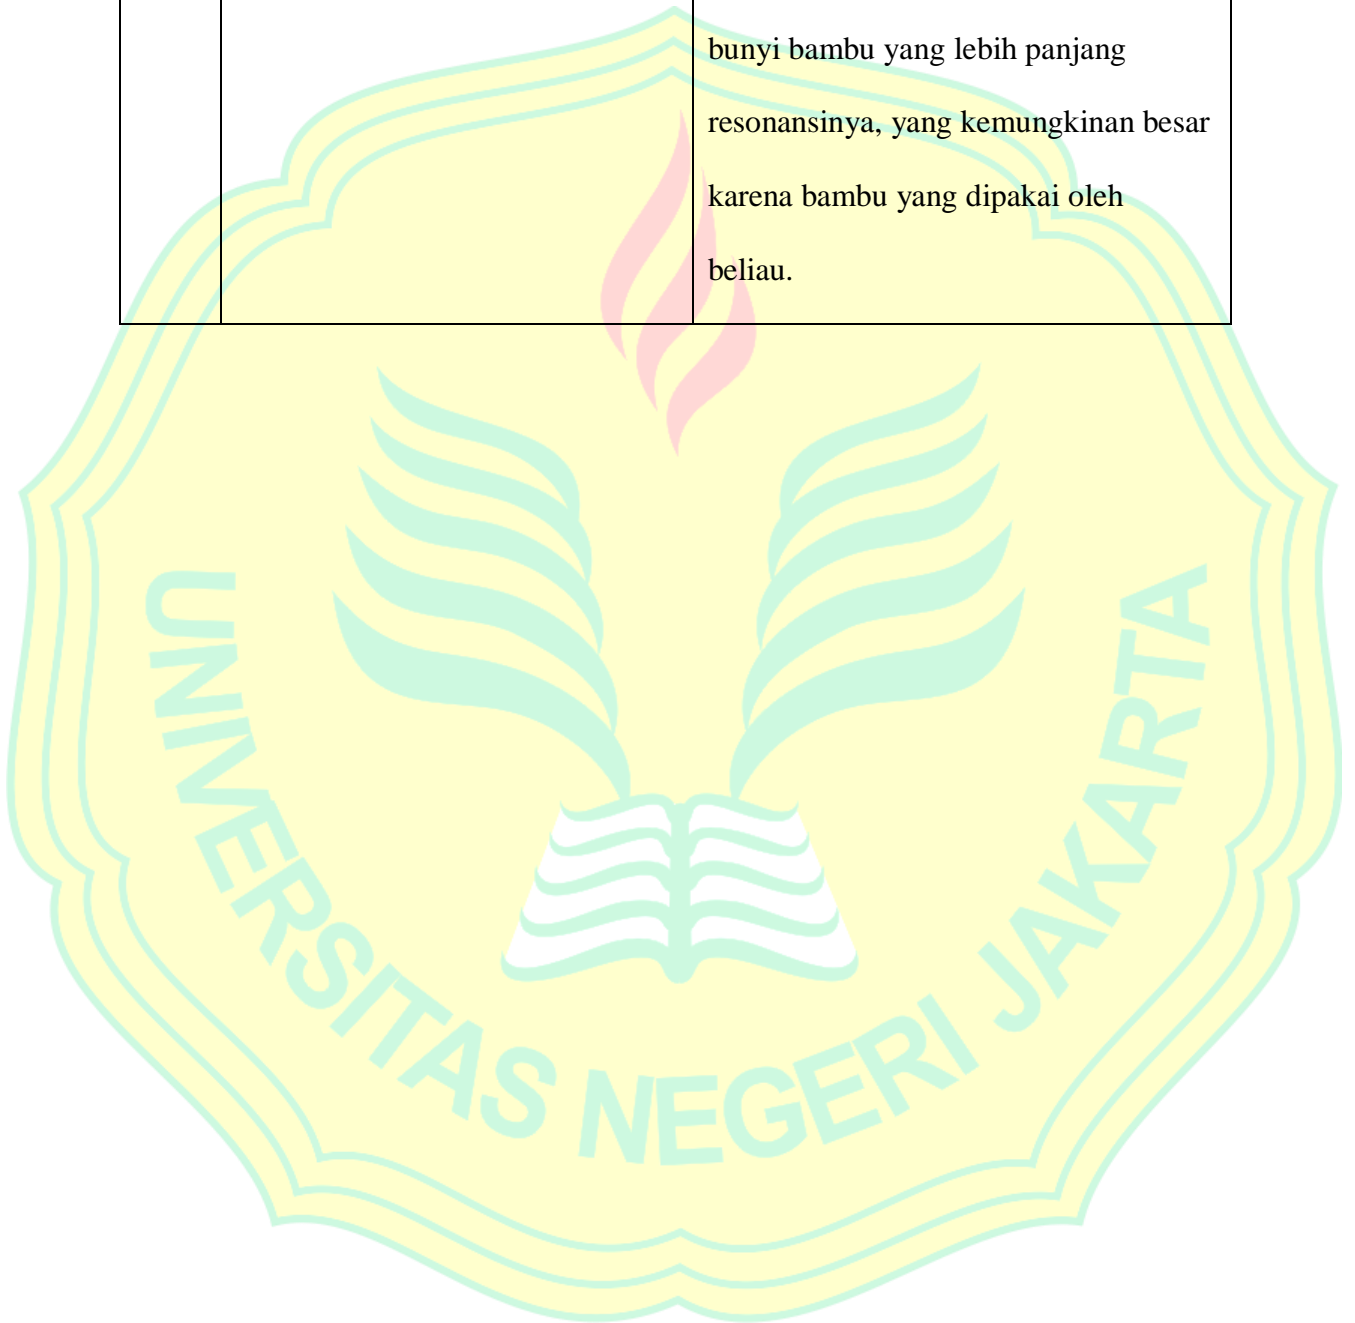 bunyi bambu yang lebih panjang
resonansinya, yang kemungkinan besar
karena bambu yang dipakai oleh
beliau.
UNIVERSITAS NEGERI JAKARTA